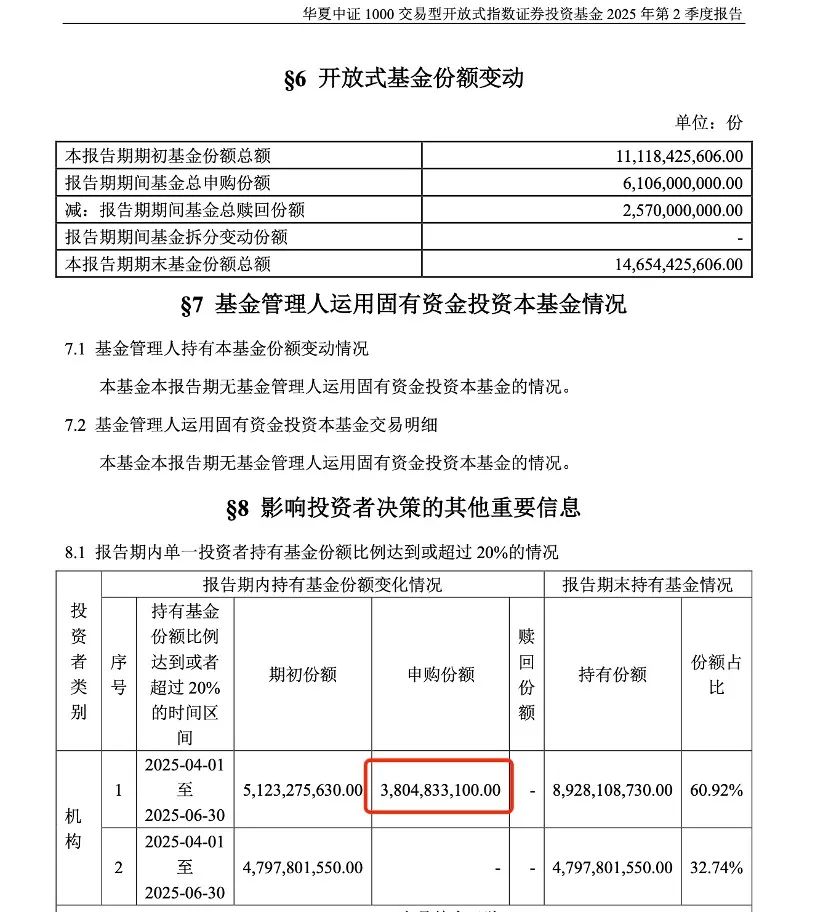 华夏中证 1000 交易型开放式指数证券投资基金 2025 年第 2 季度报告
§6 开放式基金份额变动
单位：份
本报告期期初基金份额总额 11,118,425,606.00
报告期期间基金总申购份额 6,106,000,000.00
减：报告期期间基金总赎回份额 2,570,000,000.00
报告期期间基金拆分变动份额 -
本报告期期末基金份额总额 14,654,425,606.00
§7 基金管理人运用固有资金投资本基金情况
7.1 基金管理人持有本基金份额变动情况
本基金本报告期无基金管理人运用固有资金投资本基金的情况。
7.2 基金管理人运用固有资金投资本基金交易明细
本基金本报告期无基金管理人运用固有资金投资本基金的情况。
§8 影响投资者决策的其他重要信息
8.1 报告期内单一投资者持有基金份额比例达到或超过 20%的情况
投资者类别
报告期内持有基金份额变化情况
报告期末持有基金情况
序号
持有基金
份额比例
达到或者
超过 20%
的时间区
间
期初份额
申购份额
赎回份额
持有份额
份额占
比
机构
1
2025-04-01
至
2025-06-30
5,123,275,630.00
3,804,833,100.00
-
8,928,108,730.00
60.92%
2
2025-04-01
至
2025-06-30
4,797,801,550.00
-
-
4,797,801,550.00
32.74%